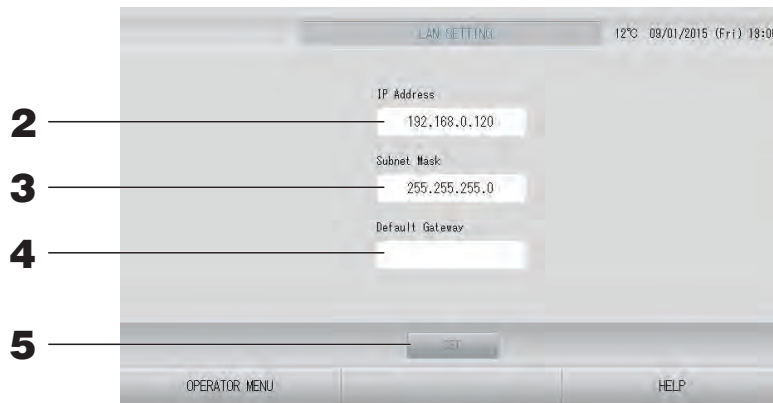 LAN SETTING
12℃ 09/01/2015 (Fri) 18:00
IP Address
2
192.168.0.120
Subnet Mask
3
255.255.255.0
Default Gateway
4
5
SET
OPERATOR MENU
HELP